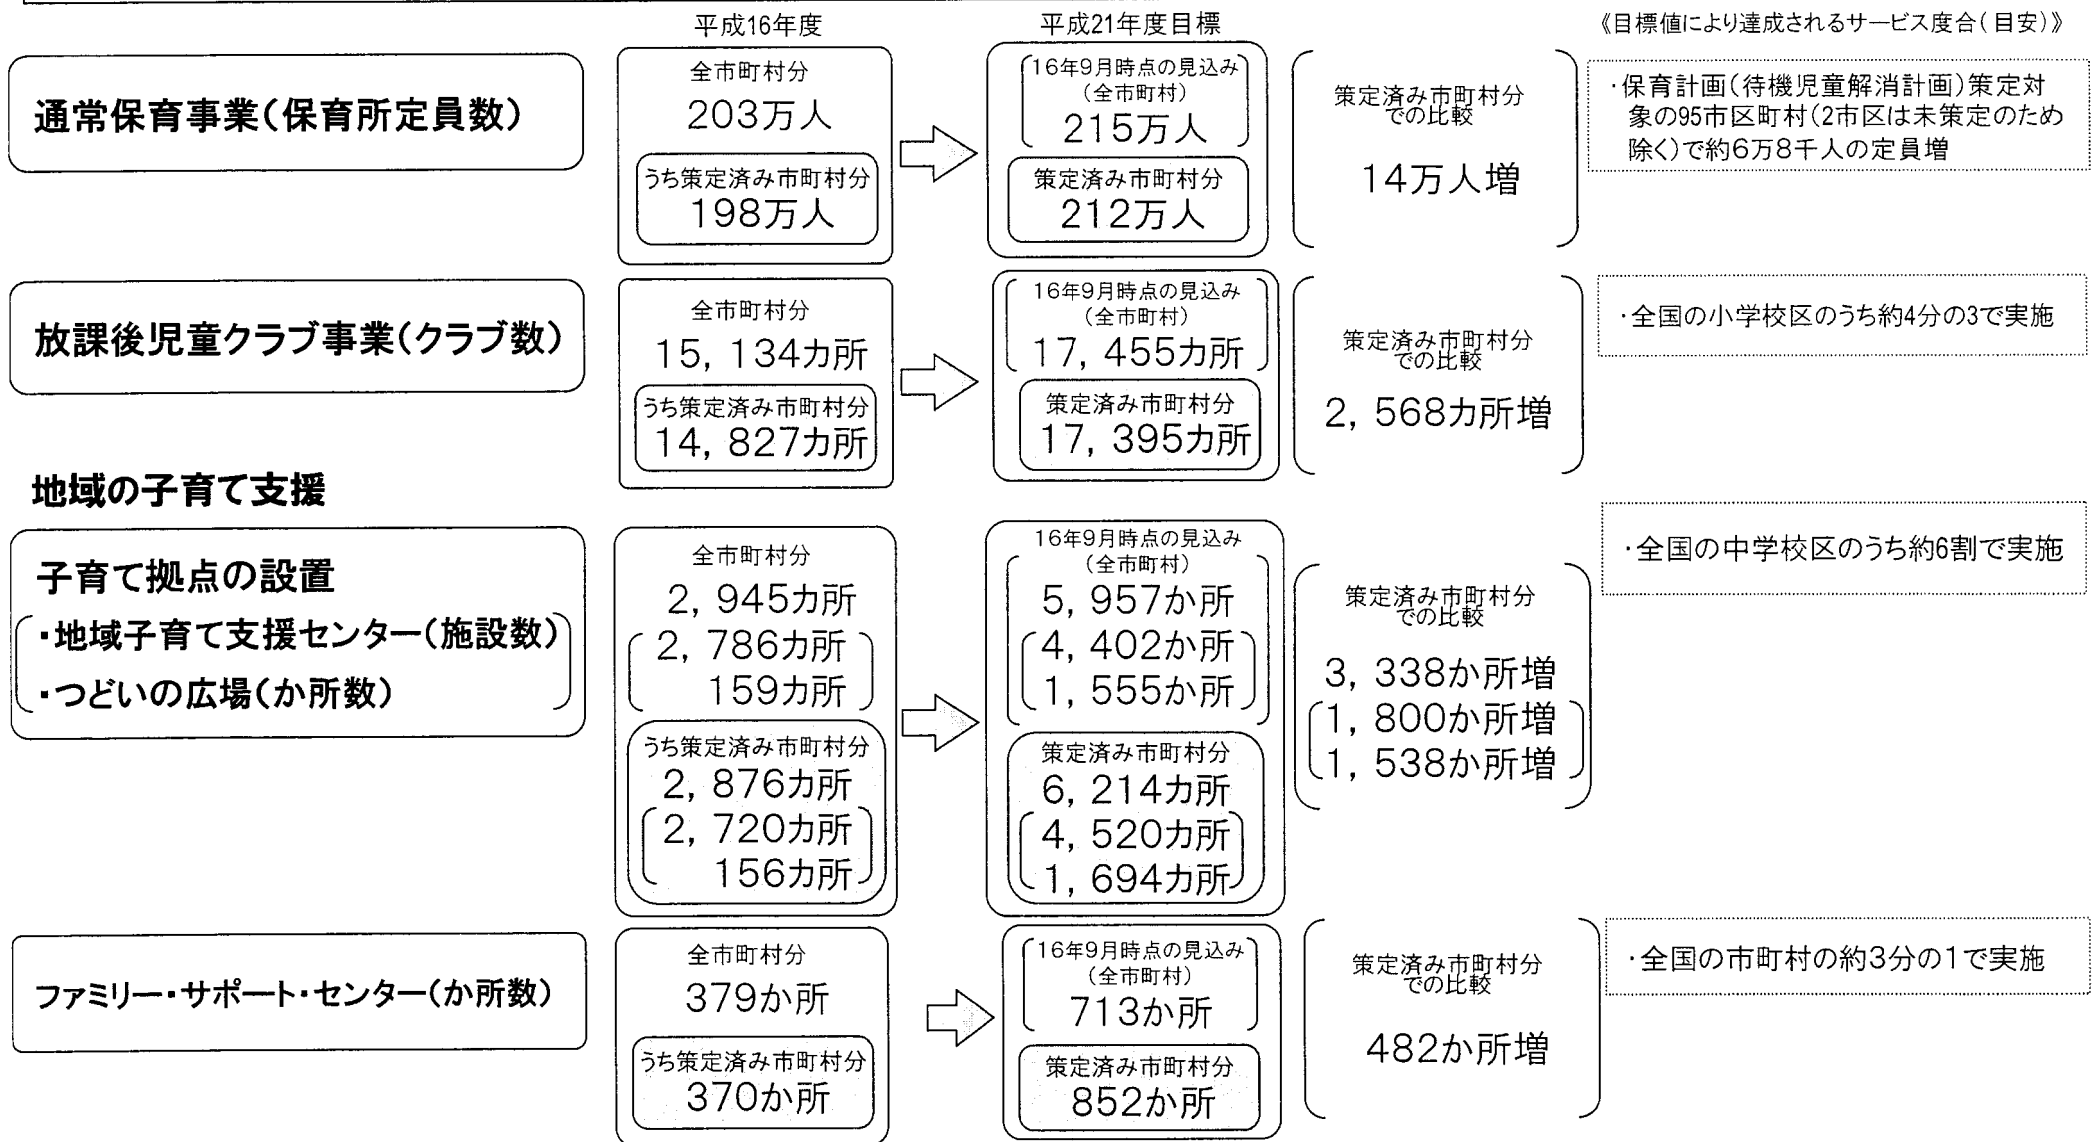 平成16年度
平成21年度目標
《目標値により達成されるサービス度合(目安)》
通常保育事業(保育所定員数)
全市町村分
203万人
うち策定済み市町村分
198万人
16年9月時点の見込み
(全市町村)
215万人
策定済み市町村分
212万人
策定済み市町村分
での比較
14万人増
・保育計画(待機児童解消計画)策定対
象の95市区町村(2市区は未策定のため
除く)で約6万8千人の定員増
放課後児童クラブ事業(クラブ数)
全市町村分
15,134カ所
うち策定済み市町村分
14,827カ所
16年9月時点の見込み
(全市町村)
17,455カ所
策定済み市町村分
17,395カ所
策定済み市町村分
での比較
2,568カ所増
・全国の小学校区のうち約4分の3で実施
地域の子育て支援
子育て拠点の設置
・地域子育て支援センター(施設数)
・つどいの広場(か所数)
全市町村分
2,945カ所
2,786カ所
159カ所
うち策定済み市町村分
2,876カ所
2,720カ所
156カ所
16年9月時点の見込み
(全市町村)
5,957か所
4,402か所
1,555か所
策定済み市町村分
6,214カ所
4,520カ所
1,694カ所
策定済み市町村分
での比較
3,338か所増
1,800か所増
1,538か所増
・全国の中学校区のうち約6割で実施
ファミリー・サポート・センター(か所数)
全市町村分
379か所
うち策定済み市町村分
370か所
16年9月時点の見込み
(全市町村)
713か所
策定済み市町村分
852か所
策定済み市町村分
での比較
482か所増
・全国の市町村の約3分の1で実施